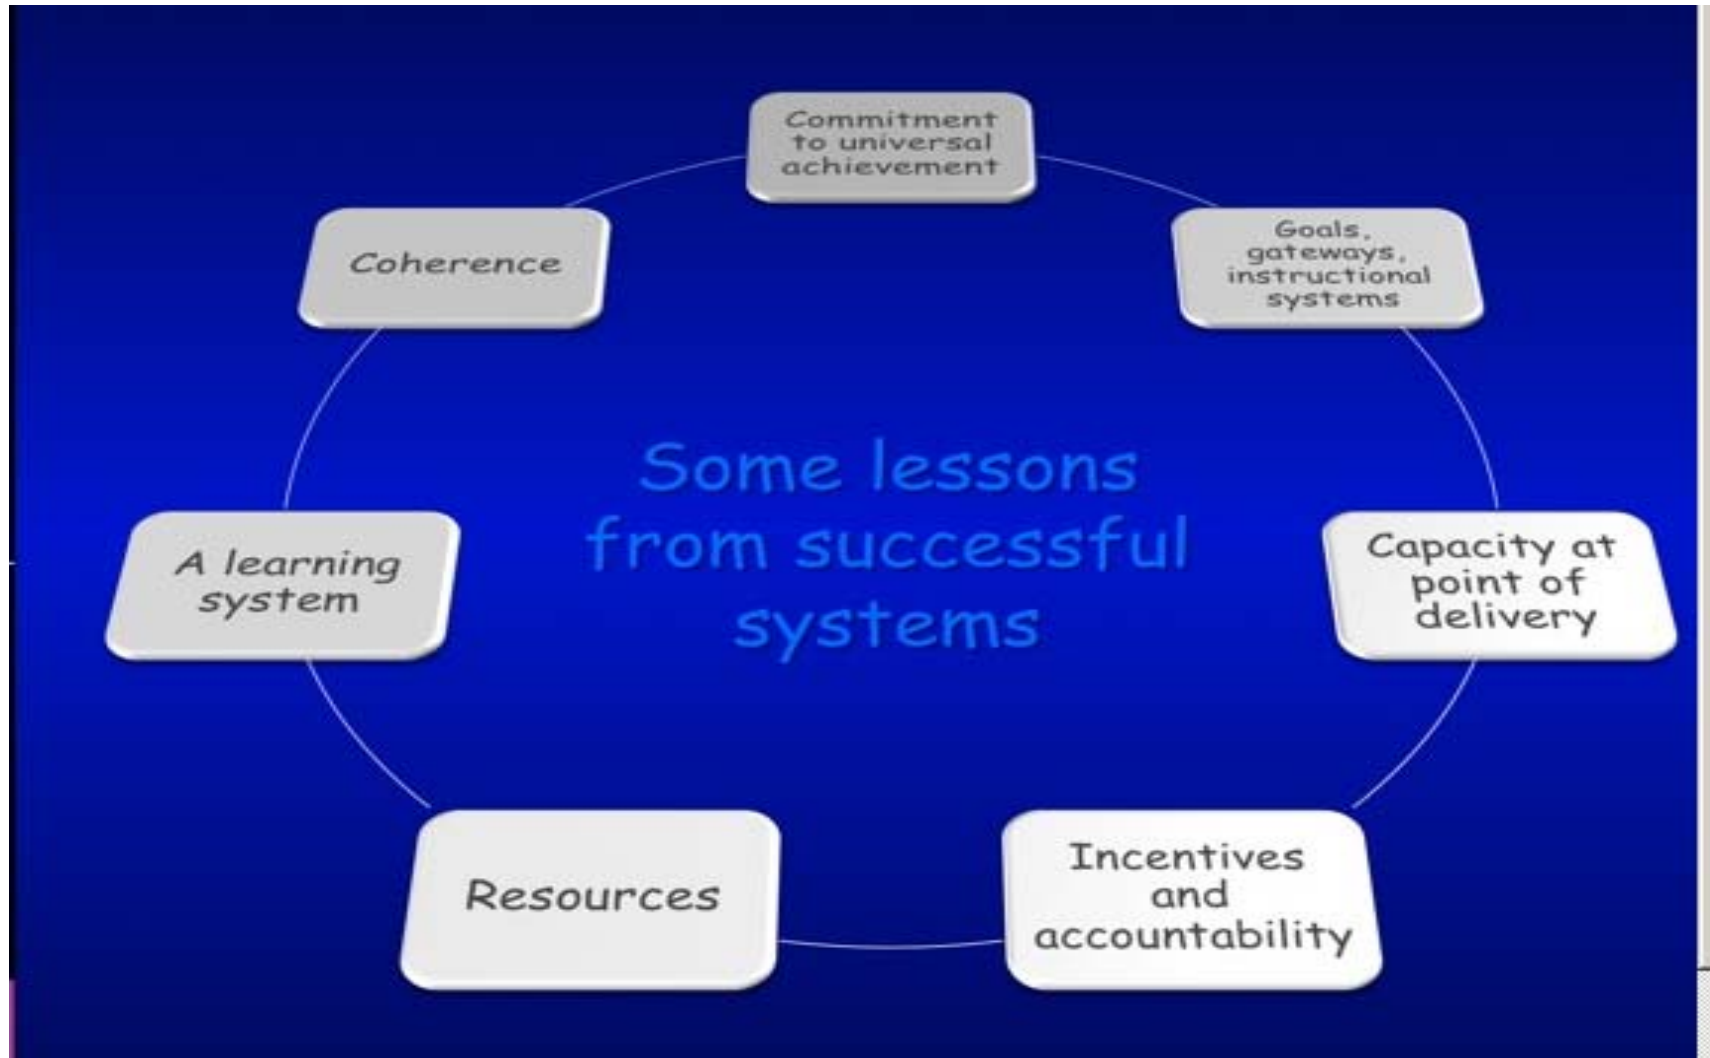 Commitment
to universal
achievement
Goals,
gateways,
instructional
systems
Capacity at
point of
delivery
Incentives
and
accountability
Resources
A learning
system
Coherence
Some lessons
from successful
systems